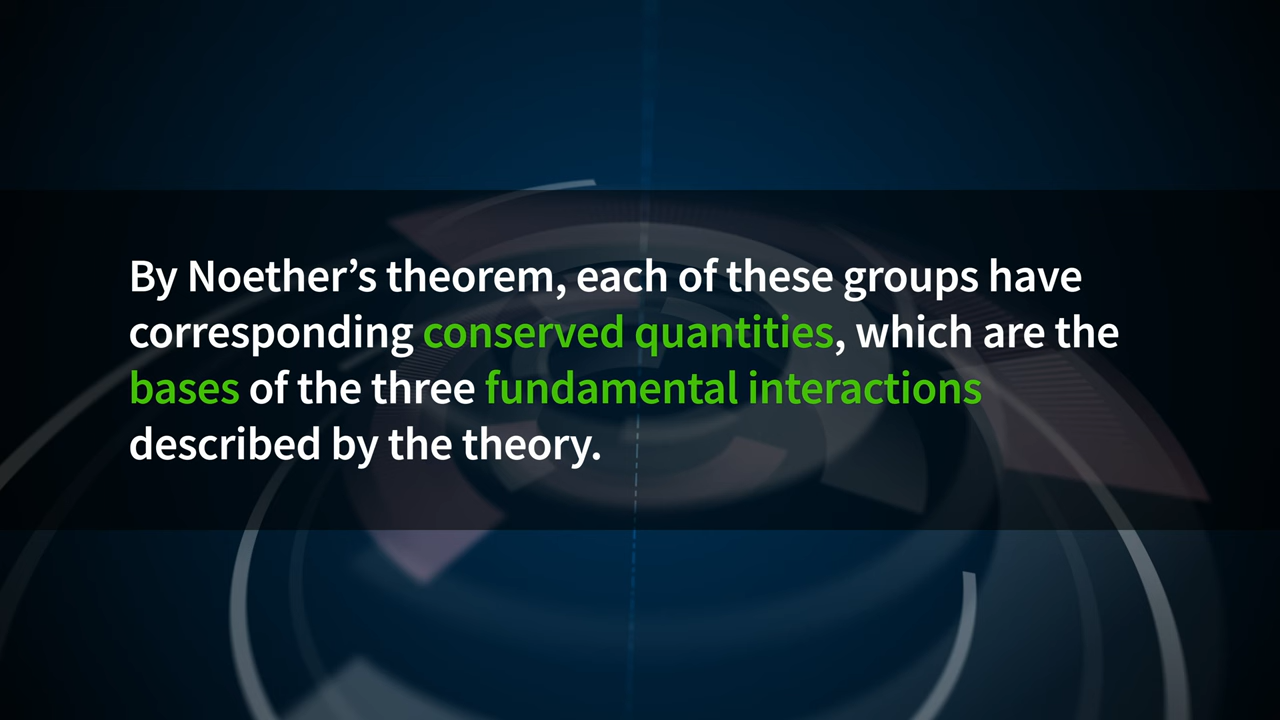 By Noether’s theorem, each of these groups have
corresponding conserved quantities, which are the
bases of the three fundamental interactions
described by the theory.